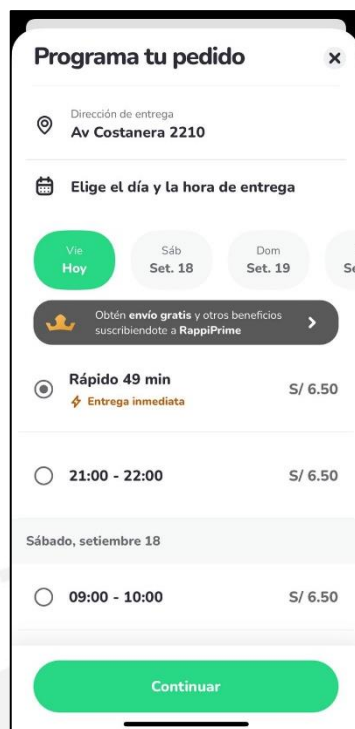 Programa tu pedido
Dirección de entrega
Av Costanera 2210
Elige el día y la hora de entrega
Vie
Hoy
Sáb
Set. 18
Dom
Set. 19
Obtén envío gratis y otros beneficios
suscribiendote a RappiPrime
Rápido 49 min
S/ 6.50
Entrega inmediata
21:00 - 22:00
S/ 6.50
Sábado, setiembre 18
09:00 - 10:00
S/ 6.50
Continuar